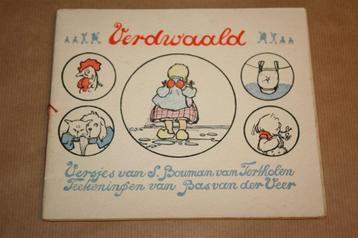 Verdwaald
Versjes van S. Bouman van Tertholen
Teekeningen van Bas van der Veer